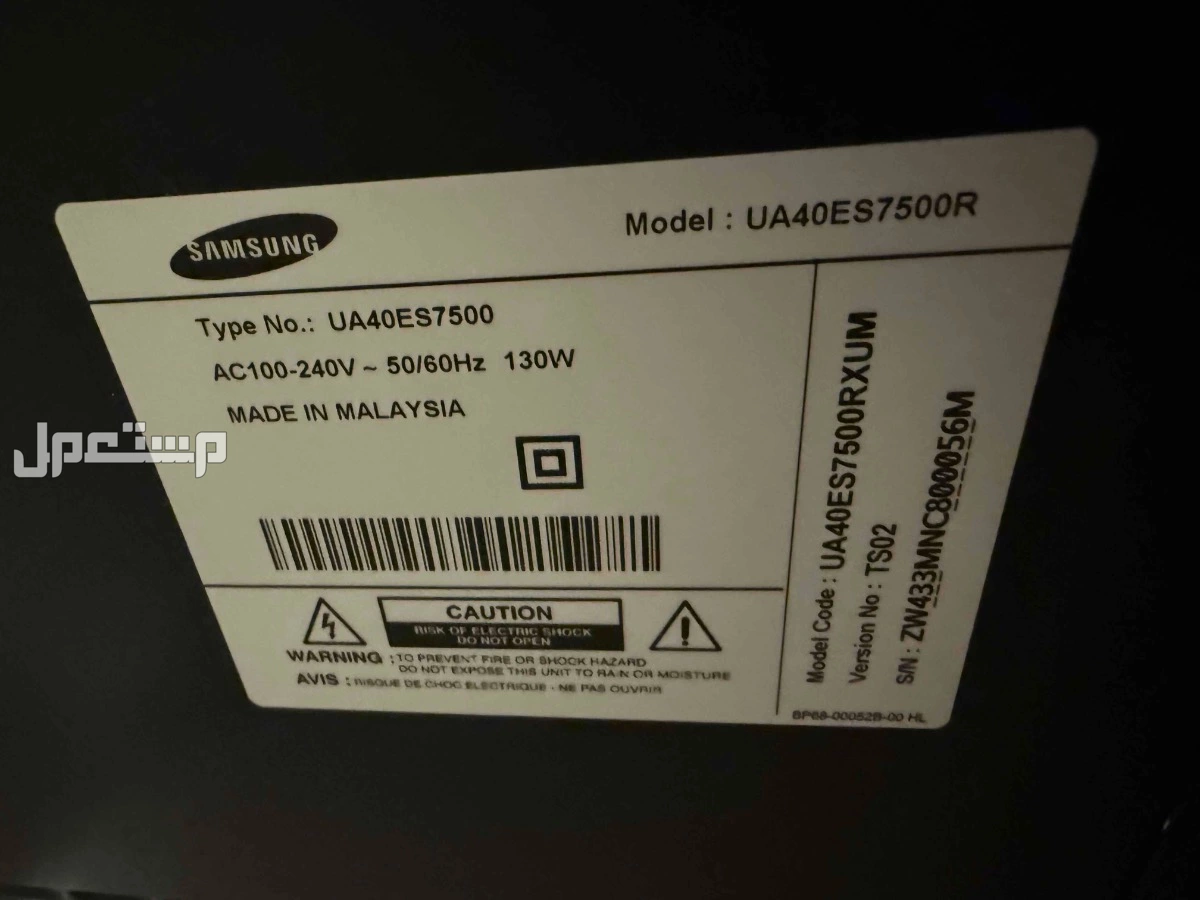 SAMSUNG
Model : UA40ES7500R
Type No.: UA40ES7500
AC100-240V ~ 50/60Hz 130W
MADE IN MALAYSIA
CAUTION
RISK OF ELECTRIC SHOCK
DO NOT OPEN
WARNING : TO PREVENT FIRE OR SHOCK HAZARD
DO NOT EXPOSE THIS UNIT TO RAIN OR MOISTURE
AVIS : RISQUE DE CHOC ELECTRIQUE - NE PAS OUVRIR
Model Code : UA40ES7500RXUM
Version No : TS02
S/N : ZW433MNC800056M
BP68-00052B-00 HL
مستعمل